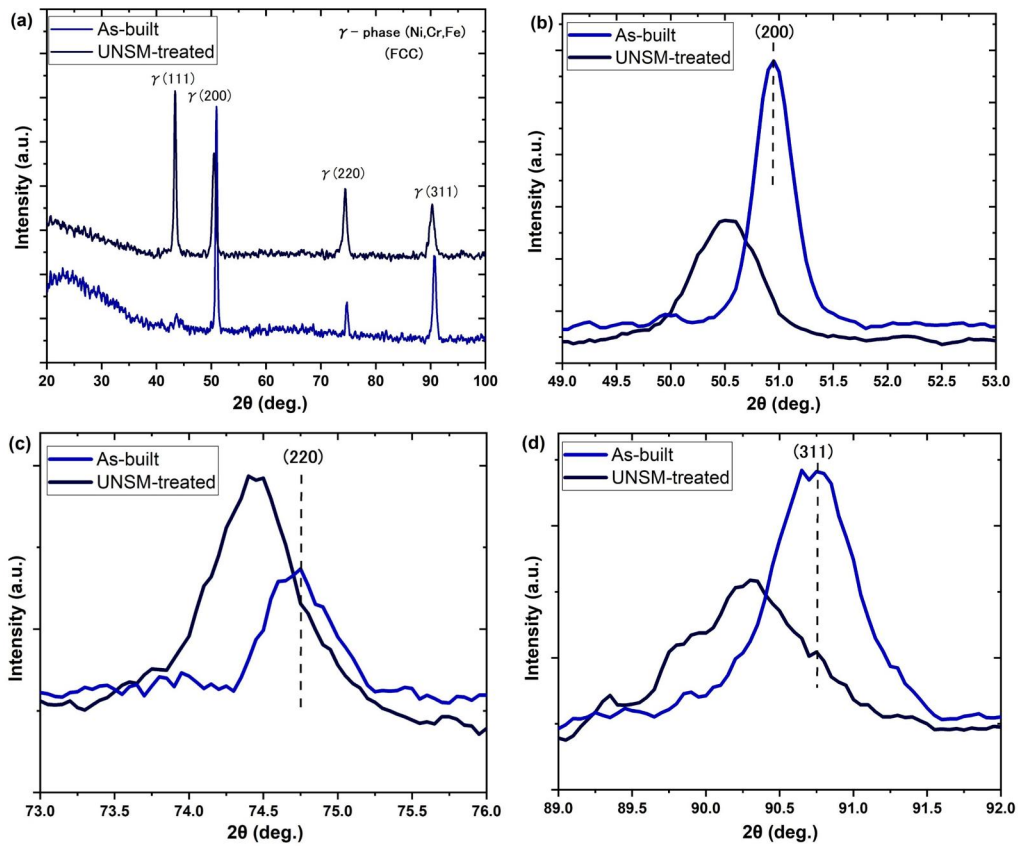 (a)
As-built
UNSM-treated
γ - phase (Ni,Cr,Fe)
(FCC)
γ (111)
γ (200)
γ (220)
γ (311)
Intensity (a.u.)
20 30 40 50 60 70 80 90 100
2θ (deg.)
(b)
As-built
UNSM-treated
(200)
Intensity (a.u.)
49.0 49.5 50.0 50.5 51.0 51.5 52.0 52.5 53.0
2θ (deg.)
(c)
As-built
UNSM-treated
(220)
Intensity (a.u.)
73.0 73.5 74.0 74.5 75.0 75.5 76.0
2θ (deg.)
(d)
As-built
UNSM-treated
(311)
Intensity (a.u.)
89.0 89.5 90.0 90.5 91.0 91.5 92.0
2θ (deg.)